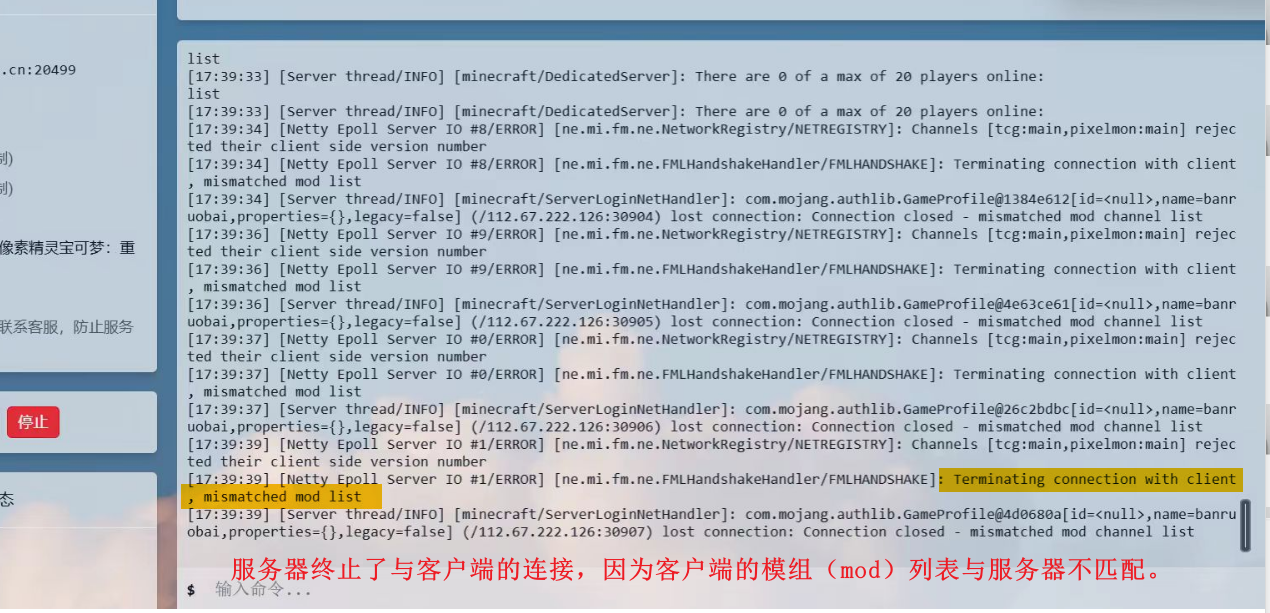 .cn:20499
制)
制)
像素精灵宝可梦：重
联系客服，防止服务
停止
态
list
[17:39:33] [Server thread/INFO] [minecraft/DedicatedServer]: There are 0 of a max of 20 players online:
list
[17:39:33] [Server thread/INFO] [minecraft/DedicatedServer]: There are 0 of a max of 20 players online:
[17:39:34] [Netty Epoll Server IO #8/ERROR] [ne.mi.fm.ne.NetworkRegistry/NETREGISTRY]: Channels [tcg:main,pixelmon:main] rejec
ted their client side version number
[17:39:34] [Netty Epoll Server IO #8/ERROR] [ne.mi.fm.ne.FMLHandshakeHandler/FMLHANDSHAKE]: Terminating connection with client
, mismatched mod list
[17:39:34] [Server thread/INFO] [minecraft/ServerLoginNetHandler]: com.mojang.authlib.GameProfile@1384e612[id=<null>,name=banr
uobai,properties={},legacy=false] (/112.67.222.126:30904) lost connection: Connection closed - mismatched mod channel list
[17:39:36] [Netty Epoll Server IO #9/ERROR] [ne.mi.fm.ne.NetworkRegistry/NETREGISTRY]: Channels [tcg:main,pixelmon:main] rejec
ted their client side version number
[17:39:36] [Netty Epoll Server IO #9/ERROR] [ne.mi.fm.ne.FMLHandshakeHandler/FMLHANDSHAKE]: Terminating connection with client
, mismatched mod list
[17:39:36] [Server thread/INFO] [minecraft/ServerLoginNetHandler]: com.mojang.authlib.GameProfile@4e63ce61[id=<null>,name=banr
uobai,properties={},legacy=false] (/112.67.222.126:30905) lost connection: Connection closed - mismatched mod channel list
[17:39:37] [Netty Epoll Server IO #0/ERROR] [ne.mi.fm.ne.NetworkRegistry/NETREGISTRY]: Channels [tcg:main,pixelmon:main] rejec
ted their client side version number
[17:39:37] [Netty Epoll Server IO #0/ERROR] [ne.mi.fm.ne.FMLHandshakeHandler/FMLHANDSHAKE]: Terminating connection with client
, mismatched mod list
[17:39:37] [Server thread/INFO] [minecraft/ServerLoginNetHandler]: com.mojang.authlib.GameProfile@26c2bdbc[id=<null>,name=banr
uobai,properties={},legacy=false] (/112.67.222.126:30906) lost connection: Connection closed - mismatched mod channel list
[17:39:39] [Netty Epoll Server IO #1/ERROR] [ne.mi.fm.ne.NetworkRegistry/NETREGISTRY]: Channels [tcg:main,pixelmon:main] rejec
ted their client side version number
[17:39:39] [Netty Epoll Server IO #1/ERROR] [ne.mi.fm.ne.FMLHandshakeHandler/FMLHANDSHAKE]: Terminating connection with client
, mismatched mod list
[17:39:39] [Server thread/INFO] [minecraft/ServerLoginNetHandler]: com.mojang.authlib.GameProfile@4d0680a[id=<null>,name=banru
obai,properties={},legacy=false] (/112.67.222.126:30907) lost connection: Connection closed - mismatched mod channel list
服务器终止了与客户端的连接，因为客户端的模组（mod）列表与服务器不匹配。
$ 输入命令...